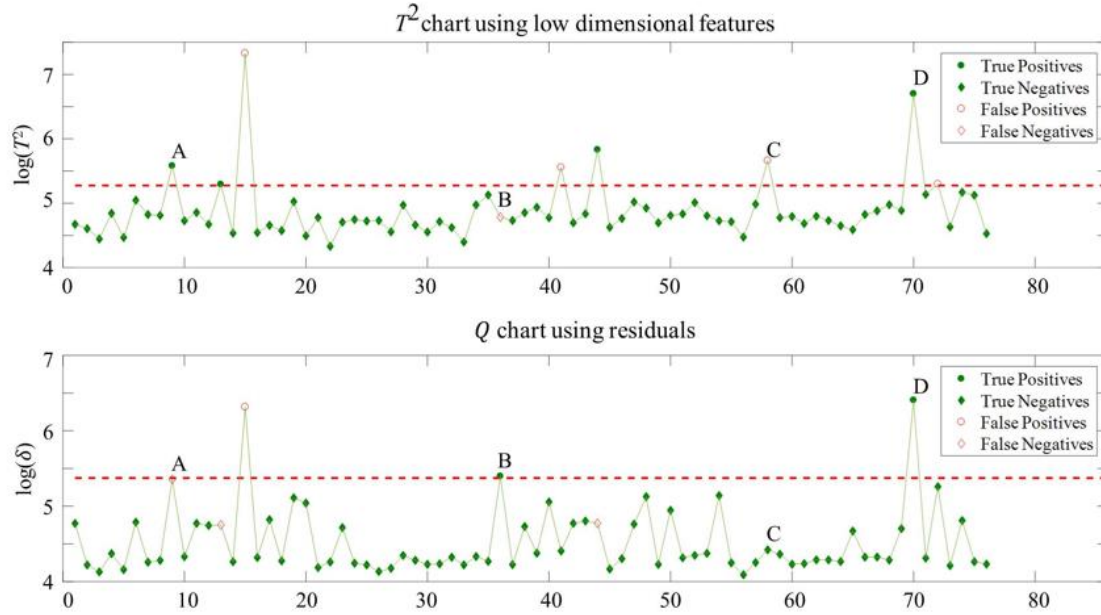 T² chart using low dimensional features
7
6
5
4
log(T²)
A
B
C
D
True Positives
True Negatives
False Positives
False Negatives
0 10 20 30 40 50 60 70 80
Q chart using residuals
7
6
5
4
log(δ)
A
B
C
D
True Positives
True Negatives
False Positives
False Negatives
0 10 20 30 40 50 60 70 80